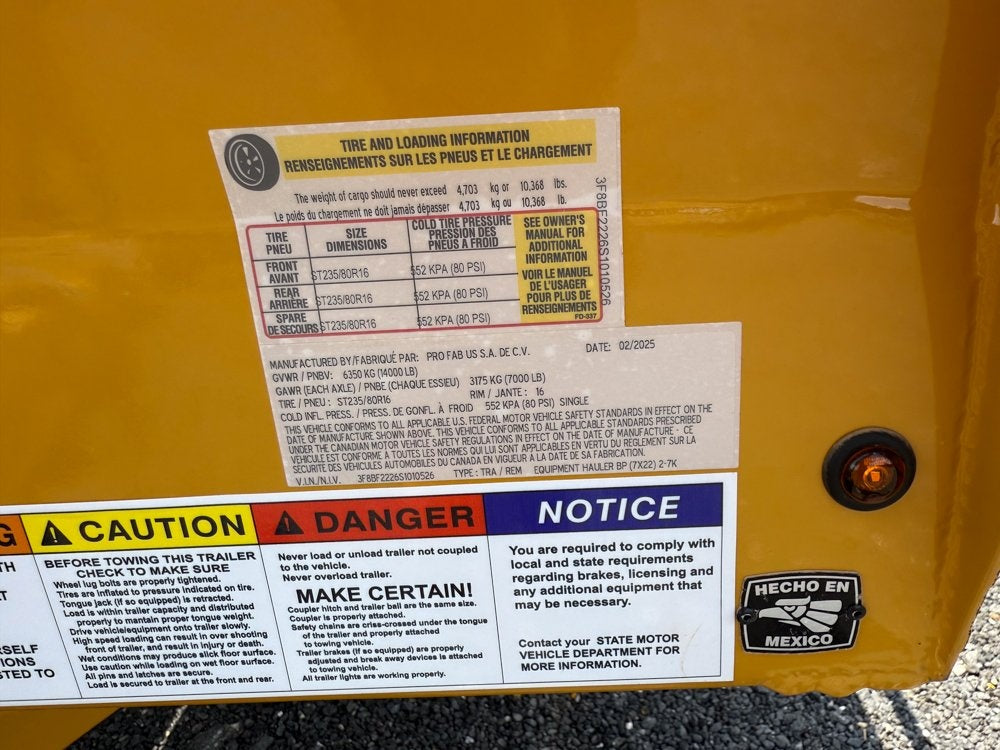 TIRE AND LOADING INFORMATION
RENSEIGNEMENTS SUR LES PNEUS ET LE CHARGEMENT
The weight of cargo should never exceed 4,703 kg or 10,368 lbs.
Le poids du chargement ne doit jamais dépasser 4,703 kg ou 10,368 lb.
TIRE
PNEU
SIZE
DIMENSIONS
COLD TIRE PRESSURE
PRESSION DES
PNEUS A FROID
SEE OWNER'S
MANUAL FOR
ADDITIONAL
INFORMATION
VOIR LE MANUEL
DE L'USAGER
POUR PLUS DE
RENSEIGNEMENTS
FD-937
FRONT
AVANT
ST235/80R16
552 KPA (80 PSI)
REAR
ARRIÈRE
ST235/80R16
552 KPA (80 PSI)
SPARE
DE SECOURS
ST235/80R16
552 KPA (80 PSI)
3F8BF2226S1010526
MANUFACTURED BY/FABRIQUÉ PAR: PRO FAB US S.A. DE C.V. DATE: 02/2025
GVWR / PNBV: 6350 KG (14000 LB)
GAWR (EACH AXLE) / PNBE (CHAQUE ESSIEU) 3175 KG (7000 LB)
TIRE / PNEU : ST235/80R16 RIM / JANTE : 16
COLD INFL. PRESS. / PRESS. DE GONFL. À FROID 552 KPA (80 PSI) SINGLE
THIS VEHICLE CONFORMS TO ALL APPLICABLE U.S. FEDERAL MOTOR VEHICLE SAFETY STANDARDS IN EFFECT ON THE
DATE OF MANUFACTURE SHOWN ABOVE. THIS VEHICLE CONFORMS TO ALL APPLICABLE STANDARDS PRESCRIBED
UNDER THE CANADIAN MOTOR VEHICLE SAFETY REGULATIONS IN EFFECT ON THE DATE OF MANUFACTURE - CE
VÉHICULE EST CONFORME A TOUTES LES NORMES QUI LUI SONT APPLICABLES EN VERTU DU RÈGLEMENT SUR LA
SÉCURITÉ DES VÉHICULES AUTOMOBILES DU CANADA EN VIGUEUR A LA DATE DE SA FABRICATION.
V.I.N./N.I.V. 3F8BF2226S1010526 TYPE : TRA / REM EQUIPMENT HAULER BP (7X22) 2-7K
G
TH
T
RSELF
IONS
STED TO
CAUTION
BEFORE TOWING THIS TRAILER
CHECK TO MAKE SURE
Wheel lug bolts are properly tightened.
Tires are inflated to pressure indicated on tire.
Tongue jack (if so equipped) is retracted.
Load is within trailer capacity and distributed
properly to mantain proper tongue weight.
Drive vehicle/equipment onto trailer slowly.
High speed loading can result in over shooting
front of trailer, and result in injury or death.
Wet conditions may produce slick floor surface.
Use caution while loading on wet floor surface.
All pins and latches are secure.
Load is secured to trailer at the front and rear.
DANGER
Never load or unload trailer not coupled
to the vehicle.
Never overload trailer.
MAKE CERTAIN!
Coupler hitch and trailer ball are the same size.
Coupler is properly attached.
Safety chains are criss-crossed under the tongue
of the trailer and properly attached
to towing vehicle.
Trailer brakes (if so equipped) are properly
adjusted and break away devices is attached
to towing vehicle.
All trailer lights are working properly.
NOTICE
You are required to comply with
local and state requirements
regarding brakes, licensing and
any additional equipment that
may be necessary.
Contact your STATE MOTOR
VEHICLE DEPARTMENT FOR
MORE INFORMATION.
HECHO EN
MEXICO